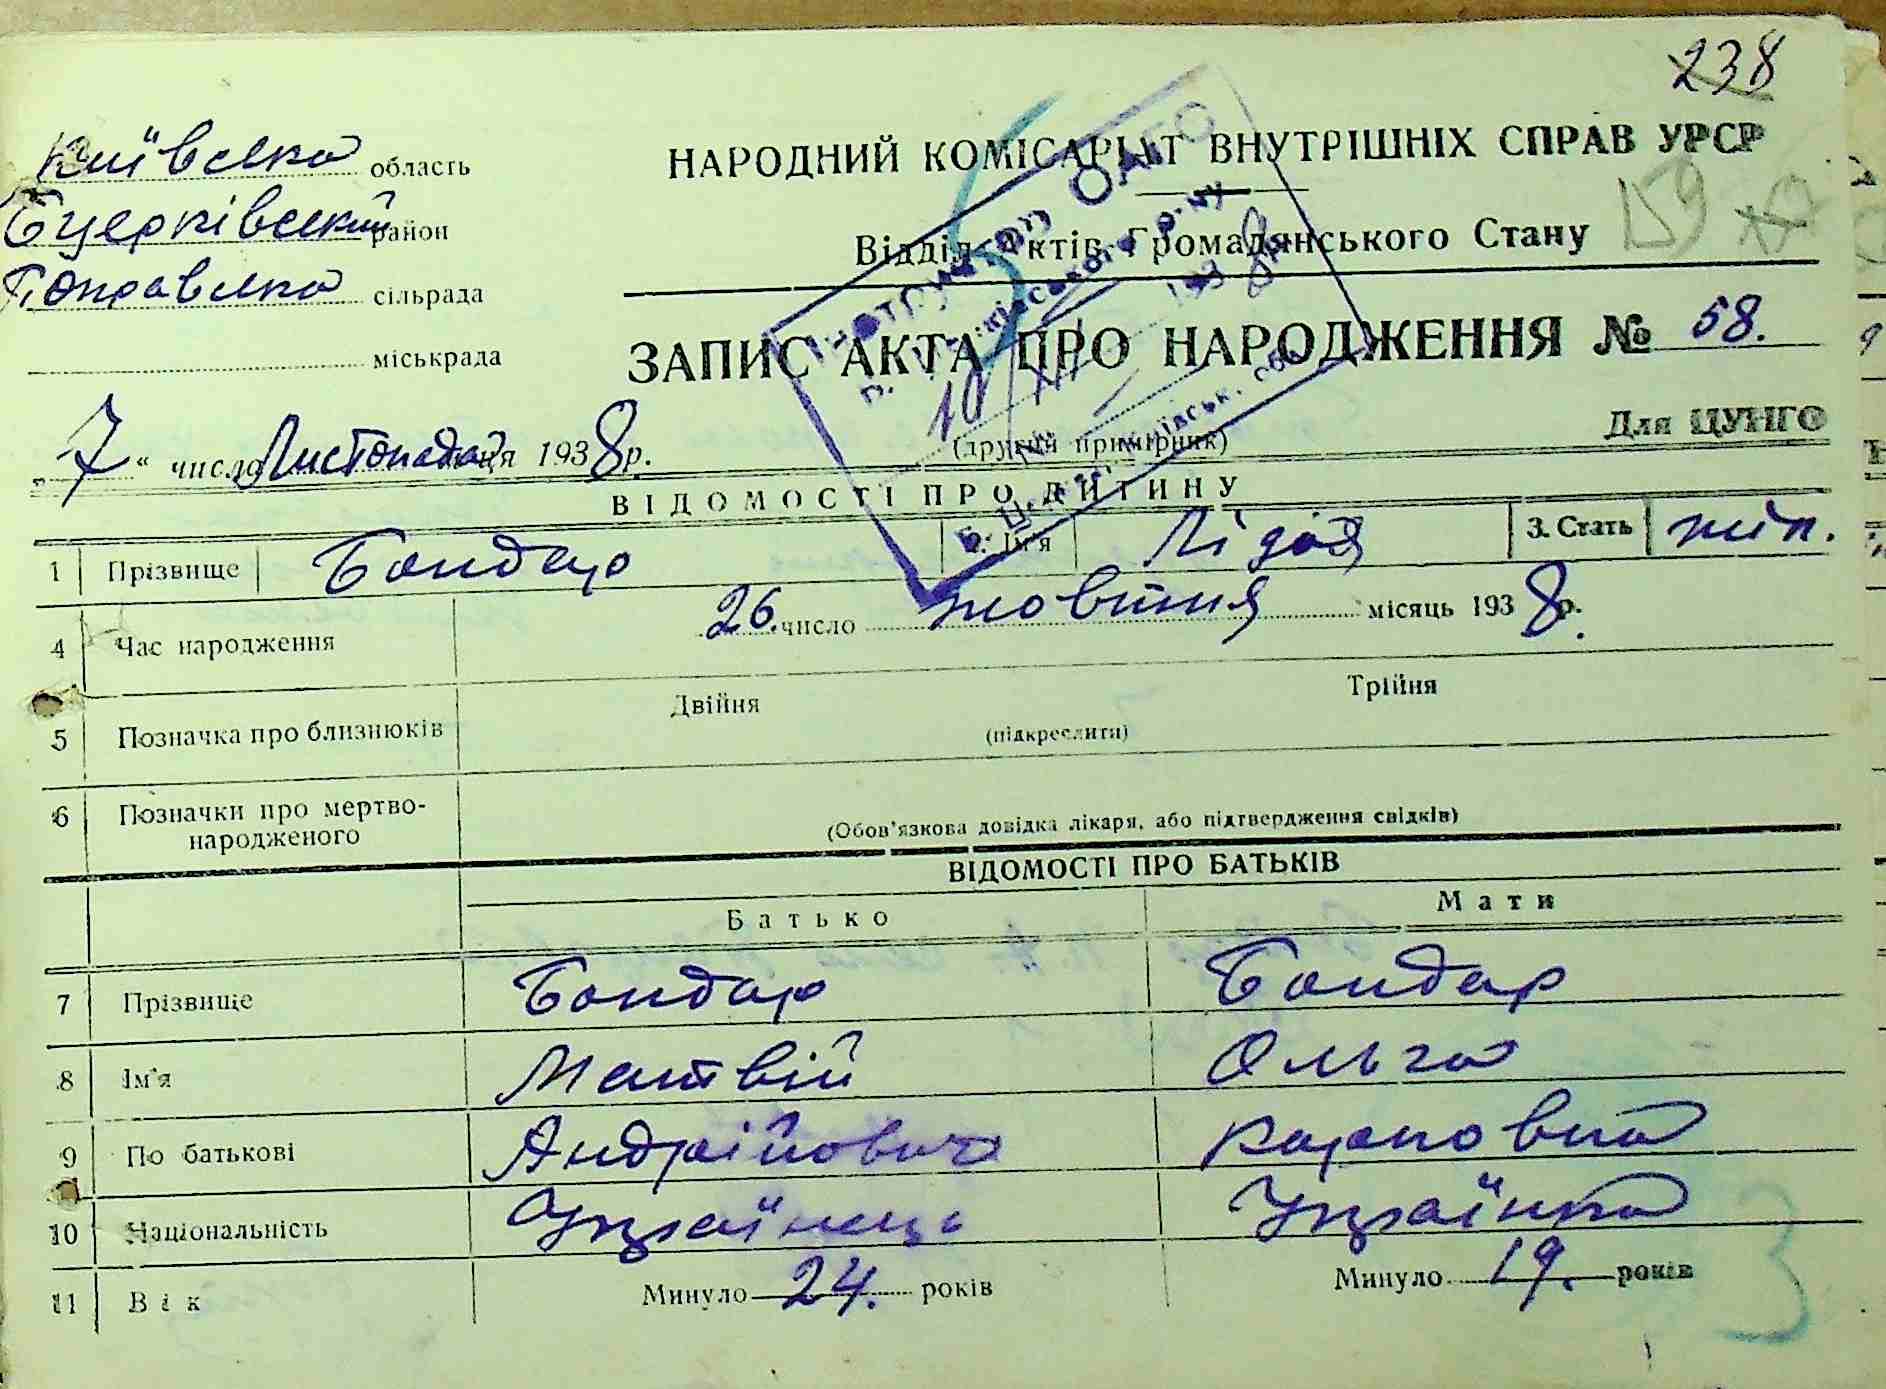 238
Київська область
Бцерківський район
сільрада
міськрада
НАРОДНИЙ КОМІСАРІАТ ВНУТРІШНІХ СПРАВ УРСР
159
Відділ Актів Громадянського Стану
ЗАПИС АКТА ПРО НАРОДЖЕННЯ № 58.
(другий примірник)
Для ЦУНГО
"7" число Листопада місяця 1938 р.
ВІДОМОСТІ ПРО ДИТИНУ
1 Прізвище Бондар 2. Ім'я Лідія 3. Стать жін.
4 Час народження 26. число жовтня місяць 1938 р.
5 Позначка про близнюків Двійня Трійня
(підкреслити)
6 Позначки про мертво-
народженого
(Обов'язкова довідка лікаря, або підтвердження свідків)
ВІДОМОСТІ ПРО БАТЬКІВ
Батько Мати
7 Прізвище Бондар Бондар
8 Ім'я Матвій Ольга
9 По батькові Андрійович Карповна
10 Національність Українець Українка
11 Вік Минуло 24. років Минуло 19. років
3